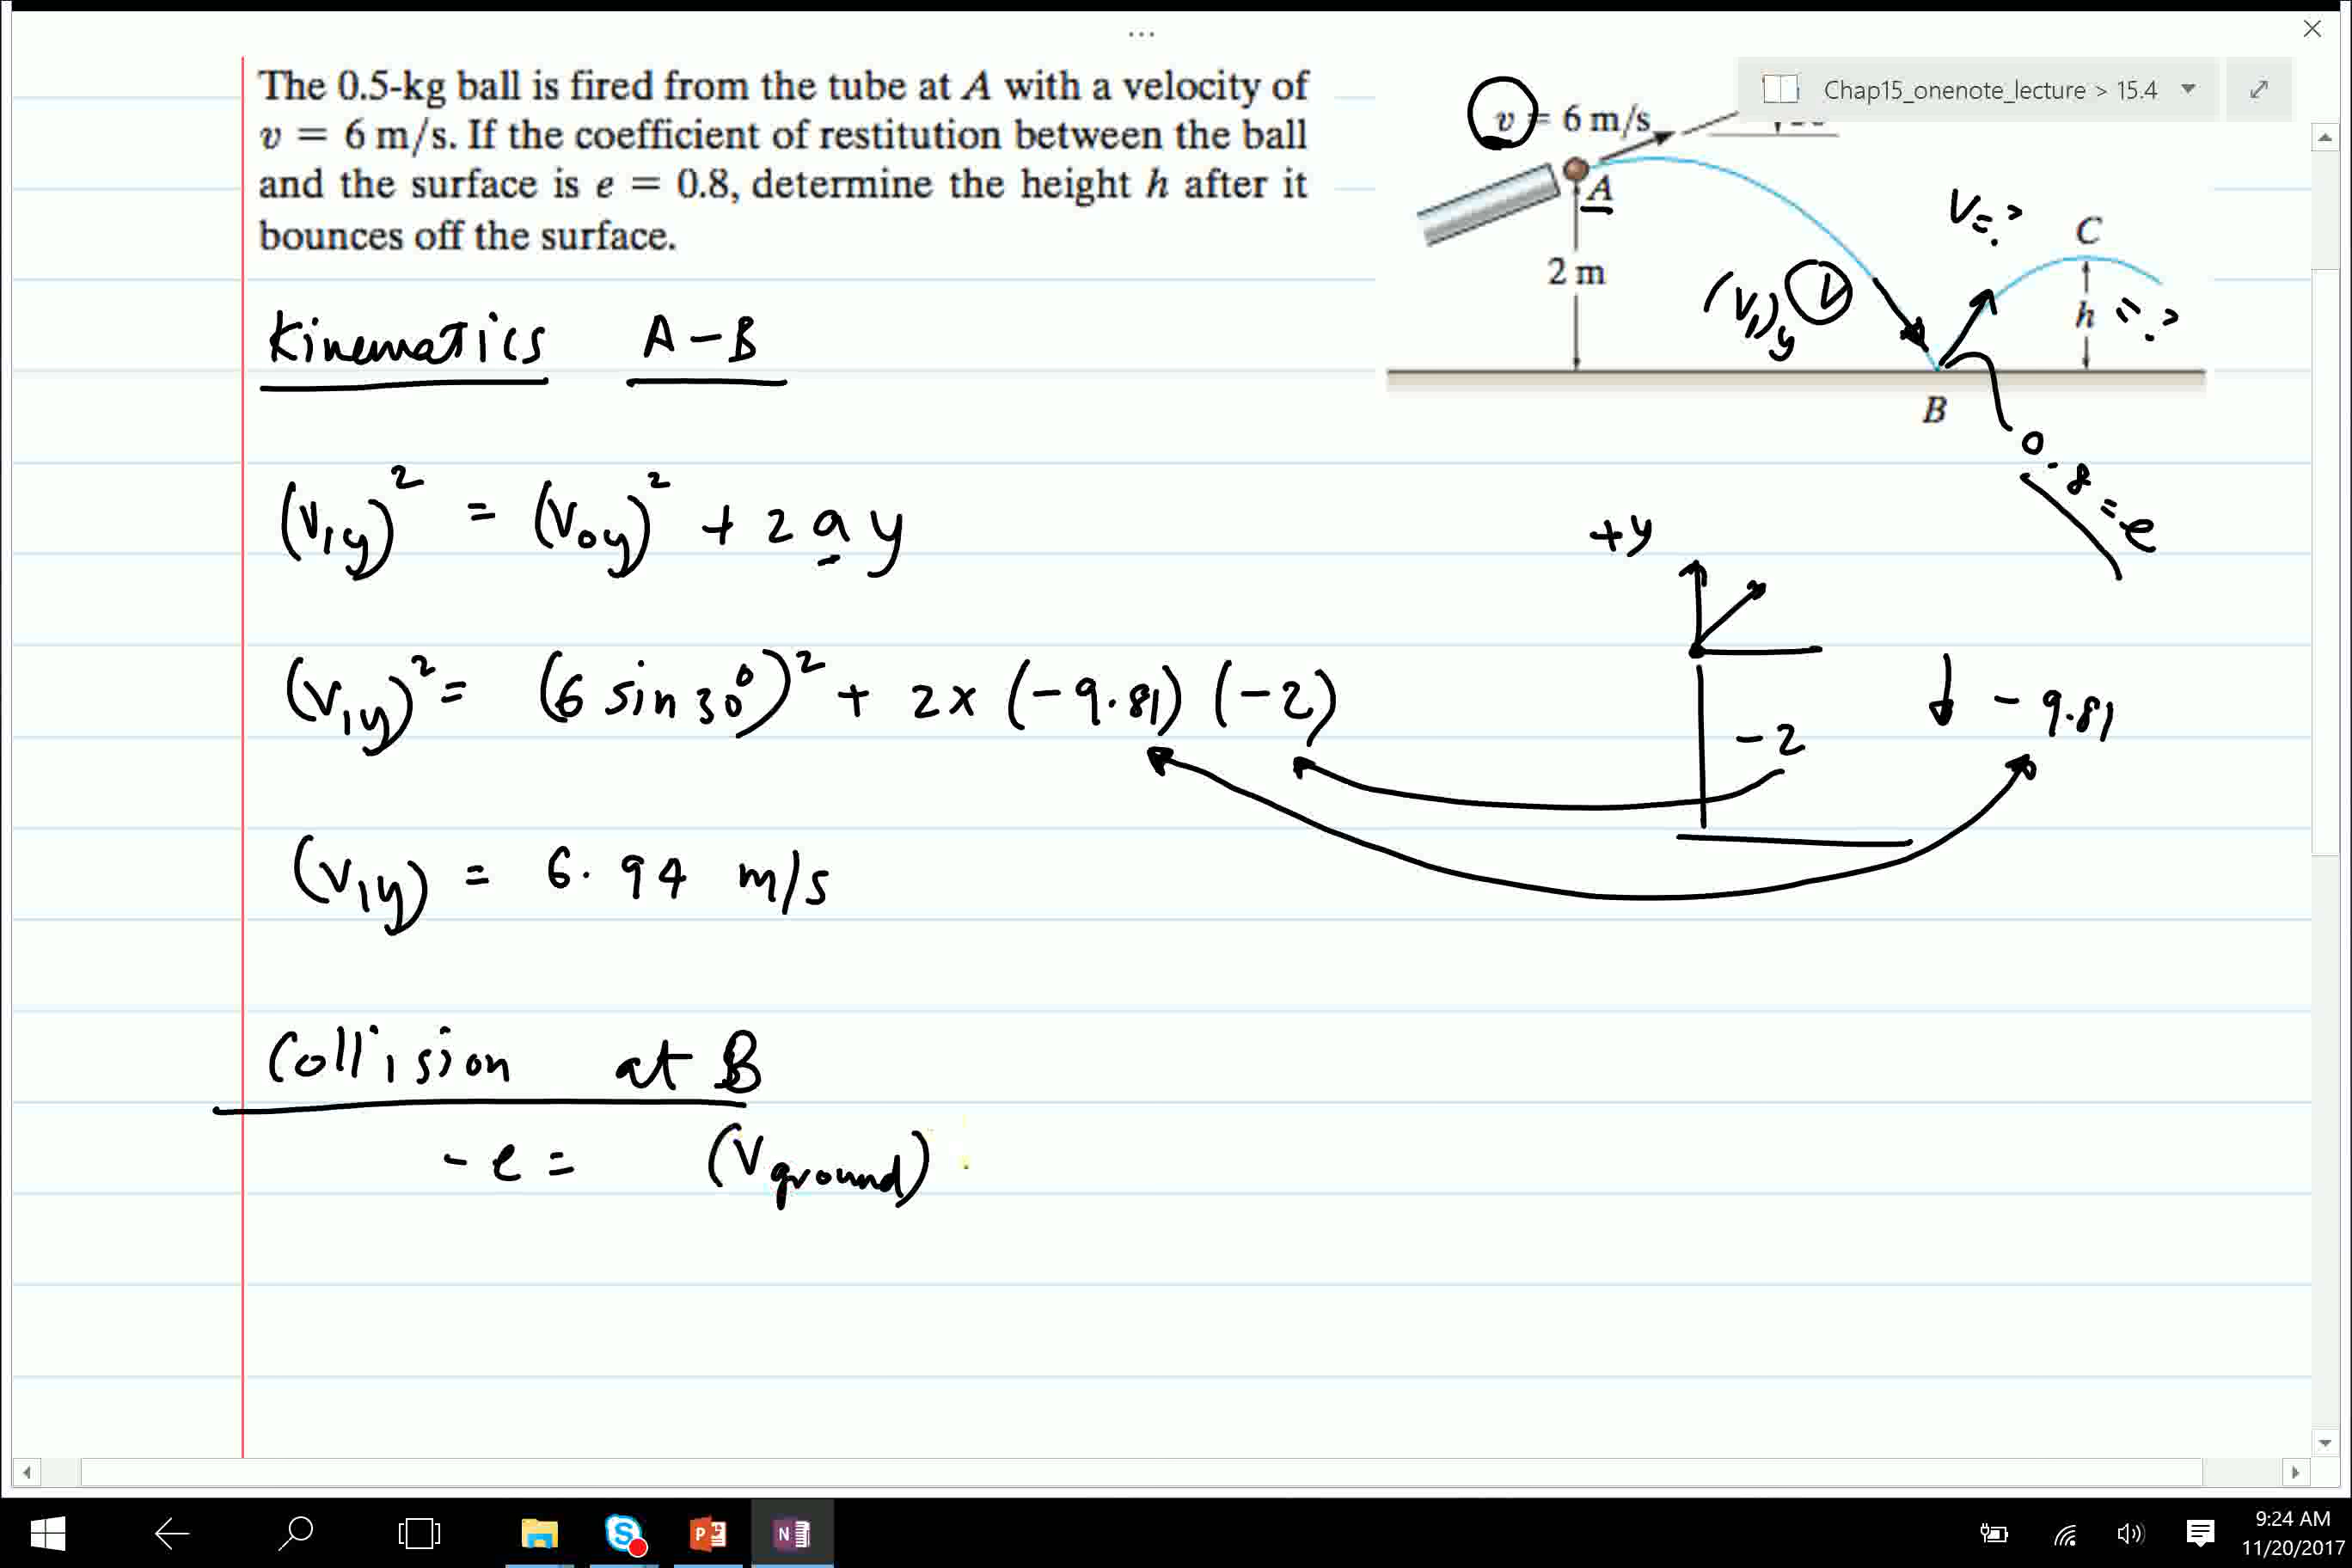 The 0.5-kg ball is fired from the tube at A with a velocity of
v = 6 m/s. If the coefficient of restitution between the ball
and the surface is e = 0.8, determine the height h after it
bounces off the surface.
Chap15_onenote_lecture > 15.4
v = 6 m/s
A
2 m
(V1)y V
V=?
C
h =?
B
0.8=e
Kinematics A-B
(V1y)² = (V0y)² + 2 a y
(V1y)² = (6 sin 30°)² + 2x (-9.81) (-2)
+y
-2
-9.81
(V1y) = 6.94 m/s
Collision at B
-e = (Vground)
9:24 AM
11/20/2017